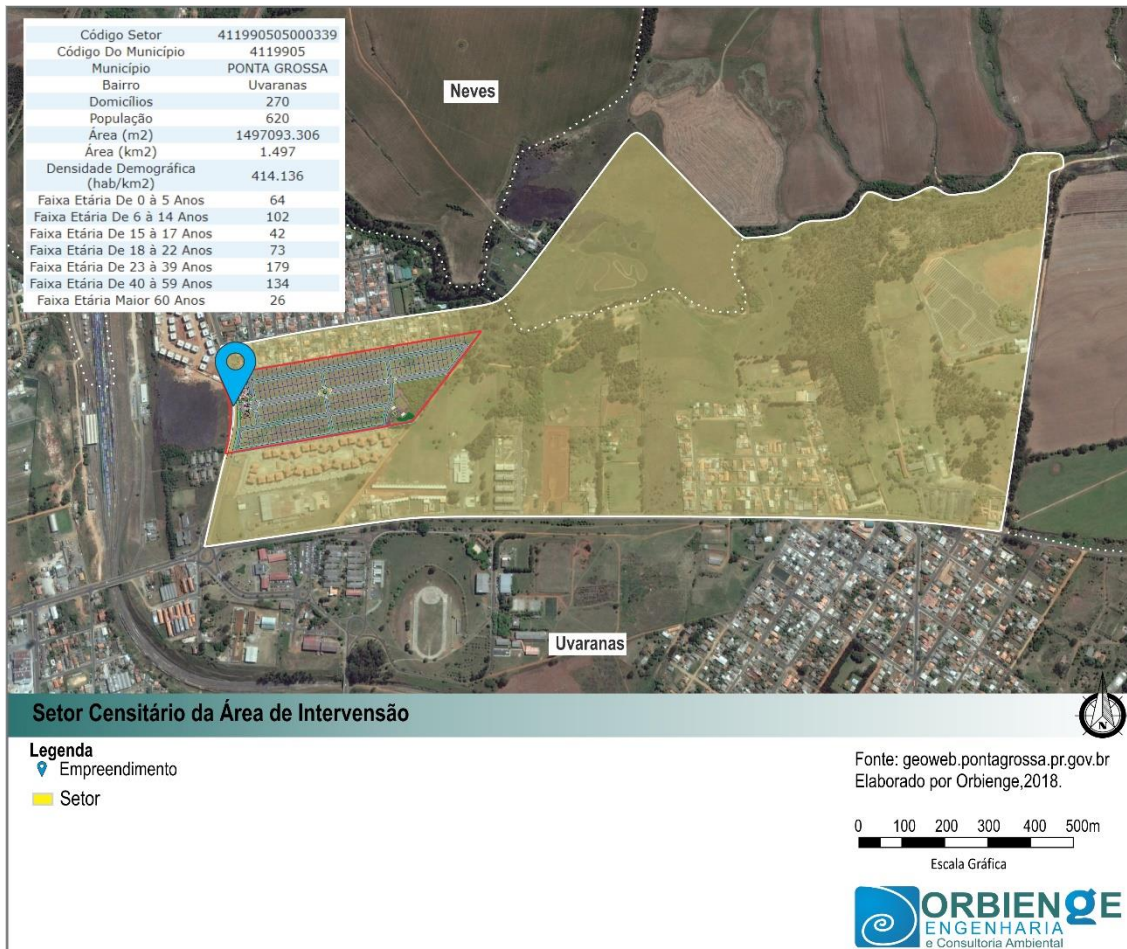 Código Setor 411990505000339
Código Do Município 4119905
Município PONTA GROSSA
Bairro Uvaranas
Domicílios 270
População 620
Área (m2) 1497093.306
Área (km2) 1.497
Densidade Demográfica
(hab/km2) 414.136
Faixa Etária De 0 à 5 Anos 64
Faixa Etária De 6 à 14 Anos 102
Faixa Etária De 15 à 17 Anos 42
Faixa Etária De 18 à 22 Anos 73
Faixa Etária De 23 à 39 Anos 179
Faixa Etária De 40 à 59 Anos 134
Faixa Etária Maior 60 Anos 26
Neves
Uvaranas
Setor Censitário da Área de Intervensão
N
Legenda
Empreendimento
Setor
Fonte: geoweb.pontagrossa.pr.gov.br
Elaborado por Orbienge,2018.
0 100 200 300 400 500m
Escala Gráfica
ORBIENGE
ENGENHARIA
e Consultoria Ambiental